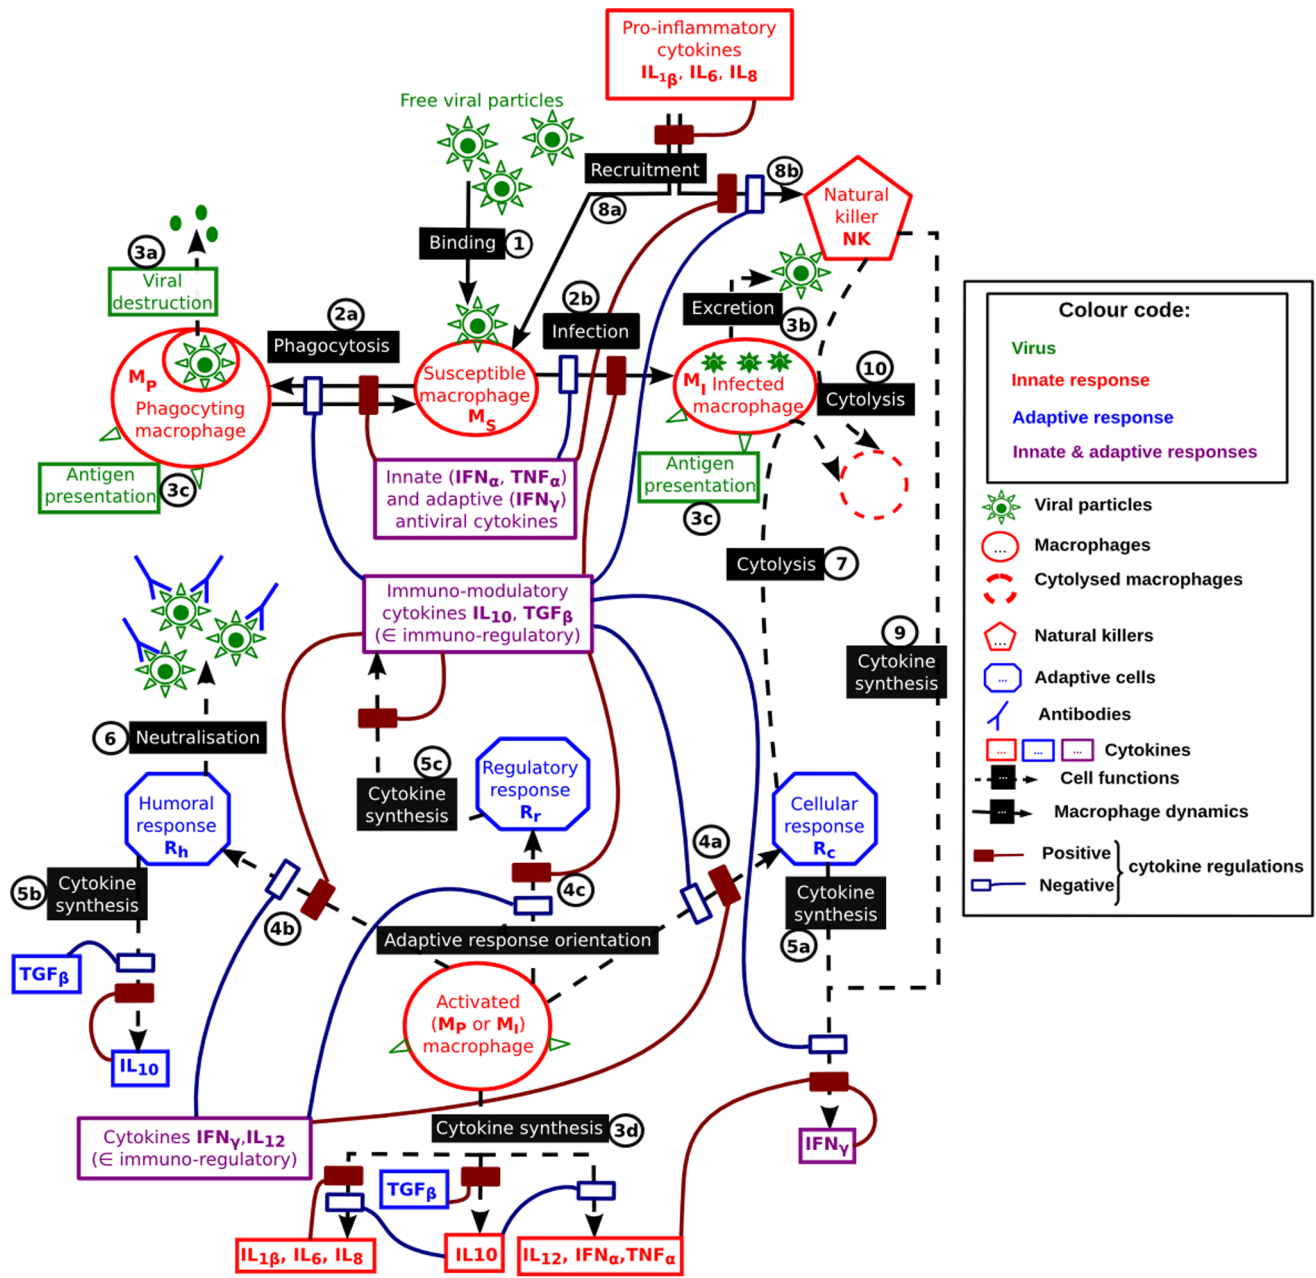 Pro-inflammatory
cytokines
IL1β, IL6, IL8
Free viral particles
Recruitment
8a
8b
Natural
killer
NK
Binding
1
3a
Viral
destruction
2a
Phagocytosis
2b
Infection
Excretion
3b
MP
Phagocyting
macrophage
Susceptible
macrophage
MS
MI Infected
macrophage
10
Cytolysis
Antigen
presentation
3c
Innate (IFNα, TNFα)
and adaptive (IFNγ)
antiviral cytokines
Antigen
presentation
3c
Cytolysis
7
Immuno-modulatory
cytokines IL10, TGFβ
(∈ immuno-regulatory)
9
Cytokine
synthesis
6
Neutralisation
5c
Cytokine
synthesis
Regulatory
response
Rr
Humoral
response
Rh
Cellular
response
Rc
4a
5b
Cytokine
synthesis
4b
4c
Cytokine
synthesis
5a
Adaptive response orientation
TGFβ
IL10
Activated
(MP or MI)
macrophage
Cytokines IFNγ,IL12
(∈ immuno-regulatory)
Cytokine synthesis
3d
IFNγ
TGFβ
IL1β, IL6, IL8
IL10
IL12, IFNα,TNFα
Colour code:
Virus
Innate response
Adaptive response
Innate & adaptive responses
Viral particles
...
Macrophages
Cytolysed macrophages
...
Natural killers
...
Adaptive cells
Antibodies
... ... ...
Cytokines
...
Cell functions
...
Macrophage dynamics
Positive
Negative
cytokine regulations